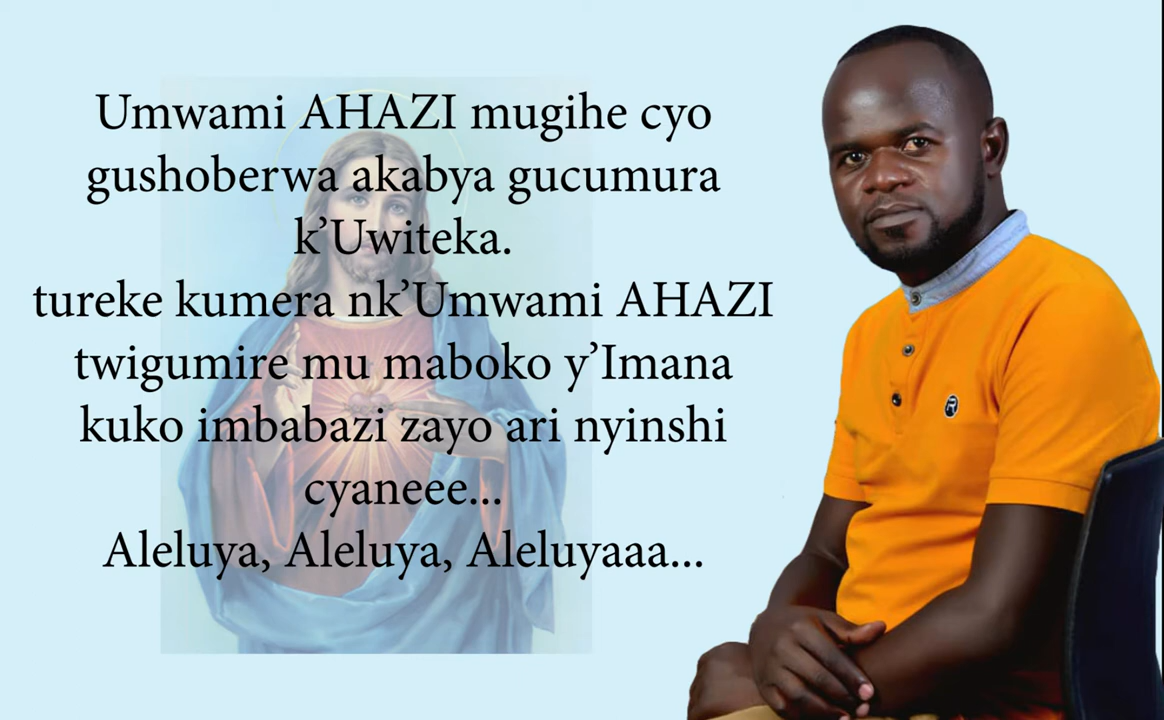 Umwami AHAZI mugihe cyo
gushoberwa akabya gucumura
k’Uwiteka.
tureke kumera nk’Umwami AHAZI
twigumire mu maboko y’Imana
kuko imbabazi zayo ari nyinshi
cyaneee...
Aleluya, Aleluya, Aleluyaaa...